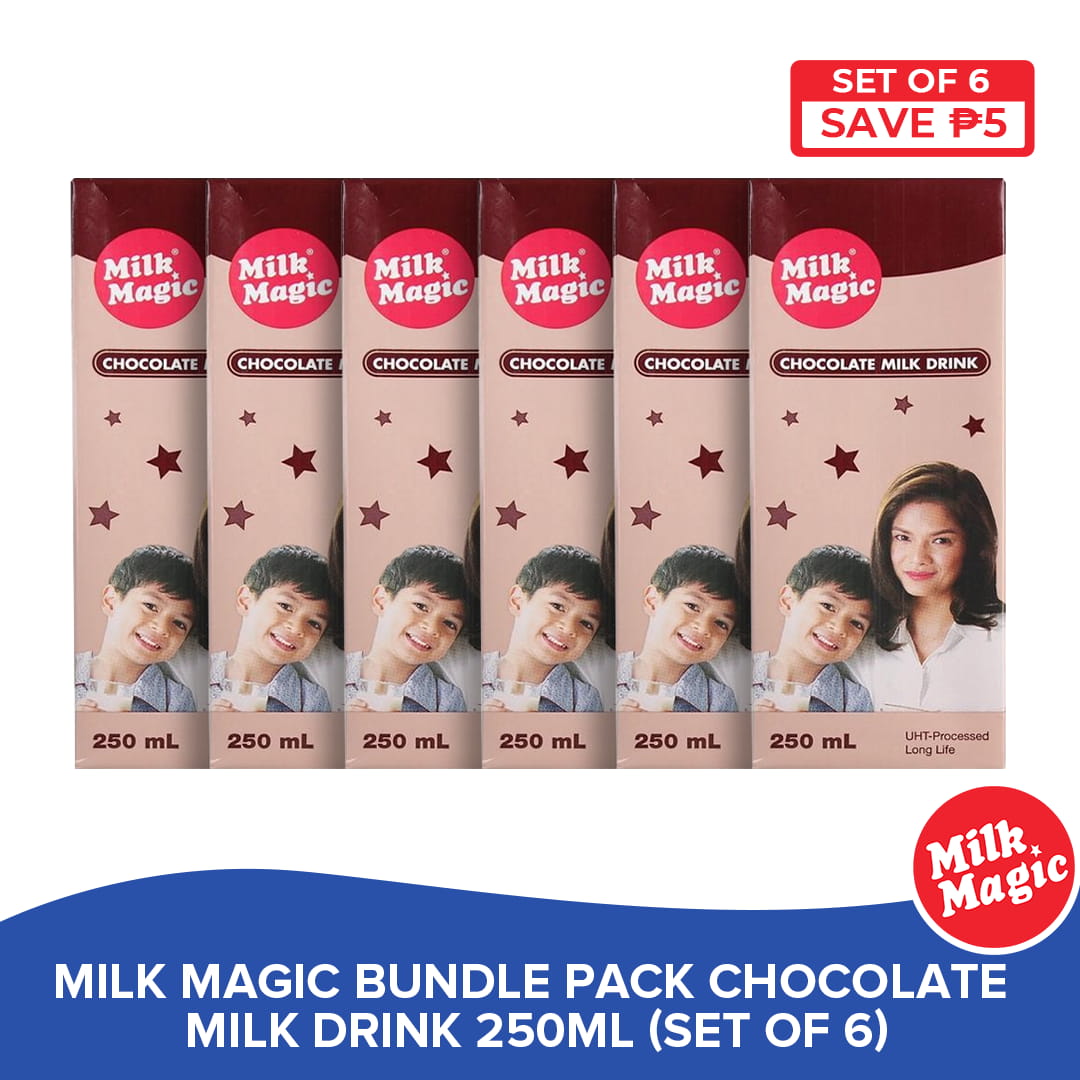 SET OF 6
SAVE ₱5
Milk®
Magic
Milk®
Magic
Milk®
Magic
Milk®
Magic
Milk®
Magic
Milk®
Magic
CHOCOLATE
CHOCOLATE
CHOCOLATE
CHOCOLATE
CHOCOLATE
CHOCOLATE MILK DRINK
250 mL
250 mL
250 mL
250 mL
250 mL
250 mL
UHT-Processed
Long Life
Milk
Magic
MILK MAGIC BUNDLE PACK CHOCOLATE
MILK DRINK 250ML (SET OF 6)